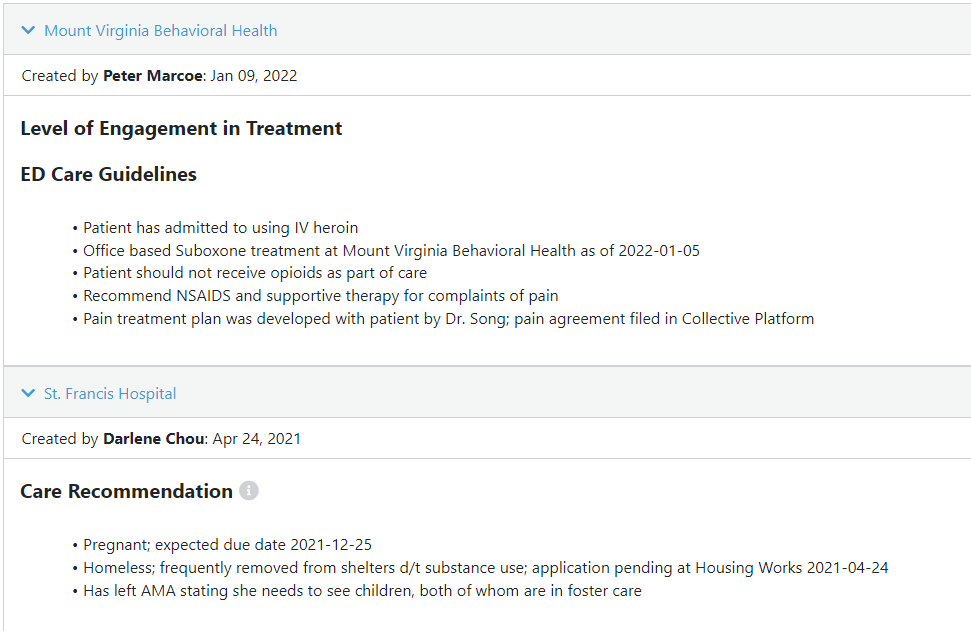 Mount Virginia Behavioral Health
Created by Peter Marcoe: Jan 09, 2022
Level of Engagement in Treatment
ED Care Guidelines
• Patient has admitted to using IV heroin
• Office based Suboxone treatment at Mount Virginia Behavioral Health as of 2022-01-05
• Patient should not receive opioids as part of care
• Recommend NSAIDS and supportive therapy for complaints of pain
• Pain treatment plan was developed with patient by Dr. Song; pain agreement filed in Collective Platform
St. Francis Hospital
Created by Darlene Chou: Apr 24, 2021
Care Recommendation
• Pregnant; expected due date 2021-12-25
• Homeless; frequently removed from shelters d/t substance use; application pending at Housing Works 2021-04-24
• Has left AMA stating she needs to see children, both of whom are in foster care